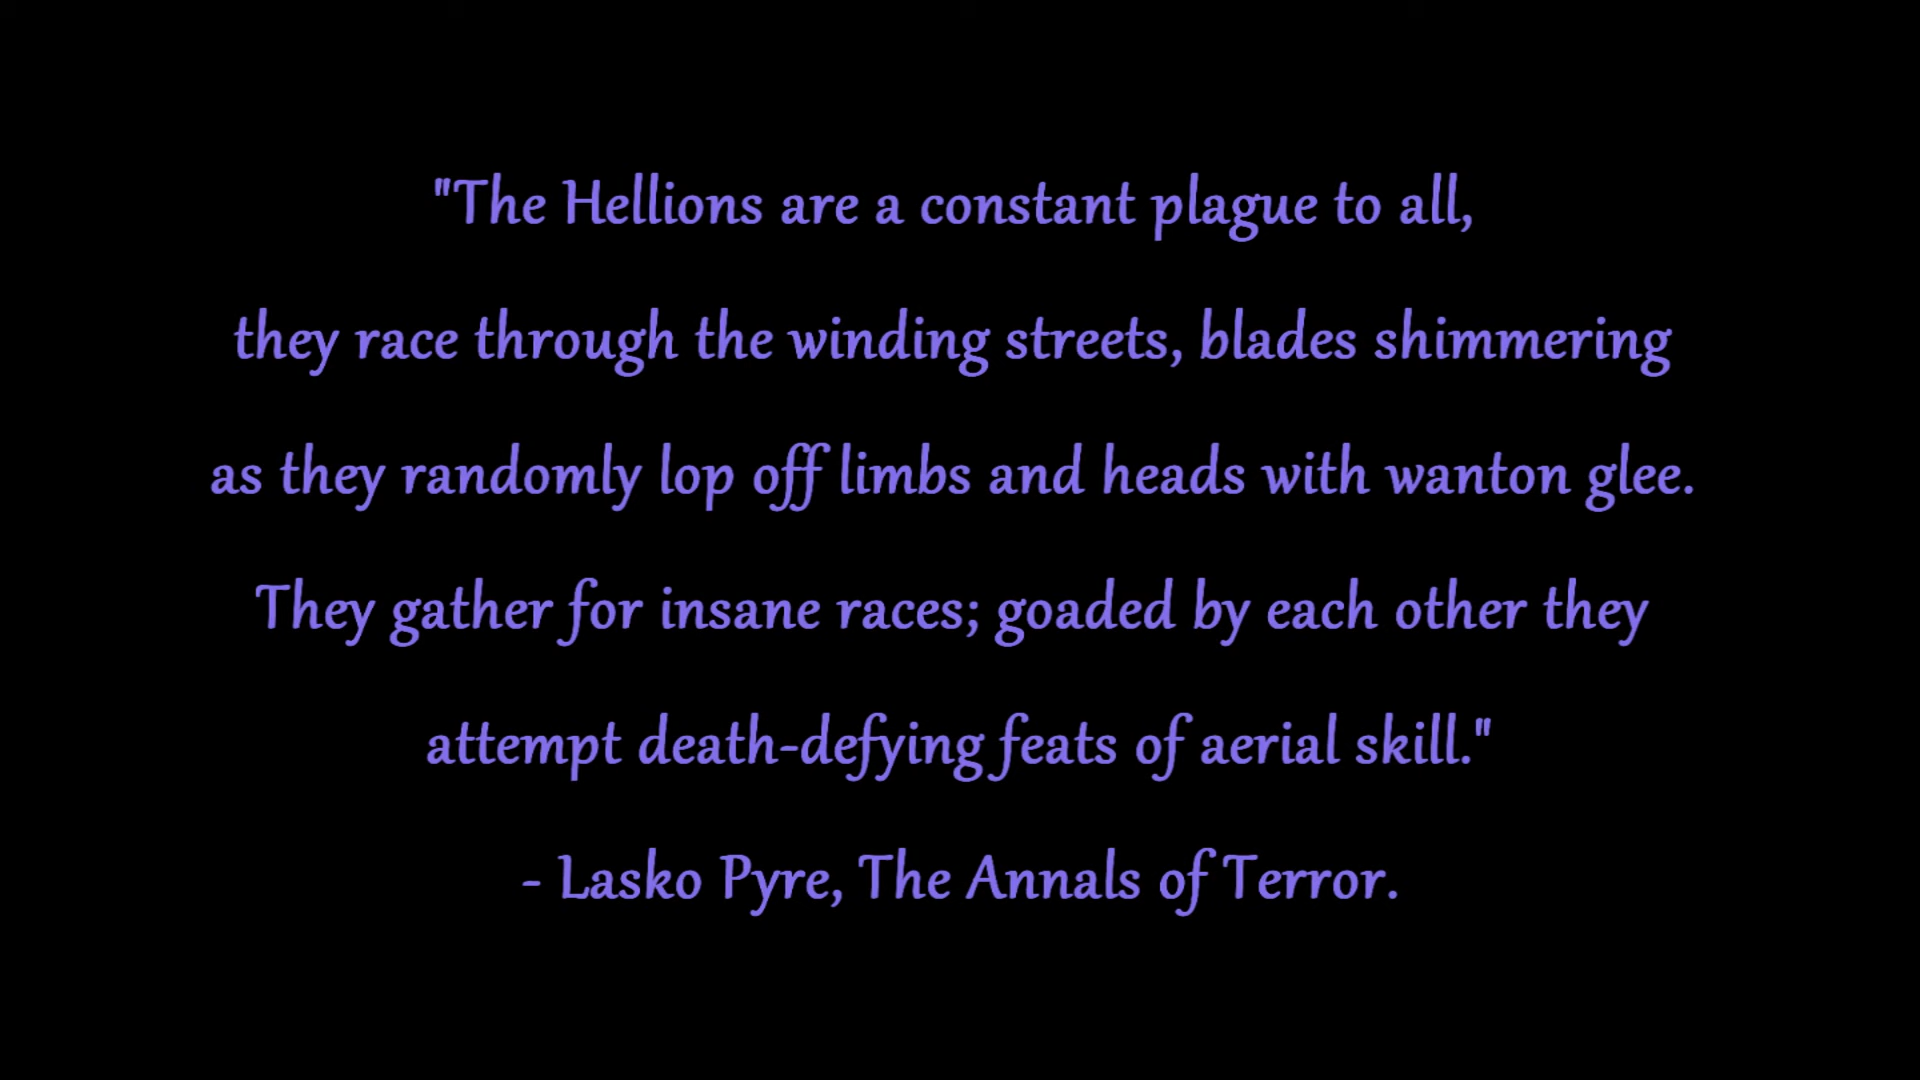 "The Hellions are a constant plague to all,
they race through the winding streets, blades shimmering
as they randomly lop off limbs and heads with wanton glee.
They gather for insane races; goaded by each other they
attempt death-defying feats of aerial skill."
- Lasko Pyre, The Annals of Terror.